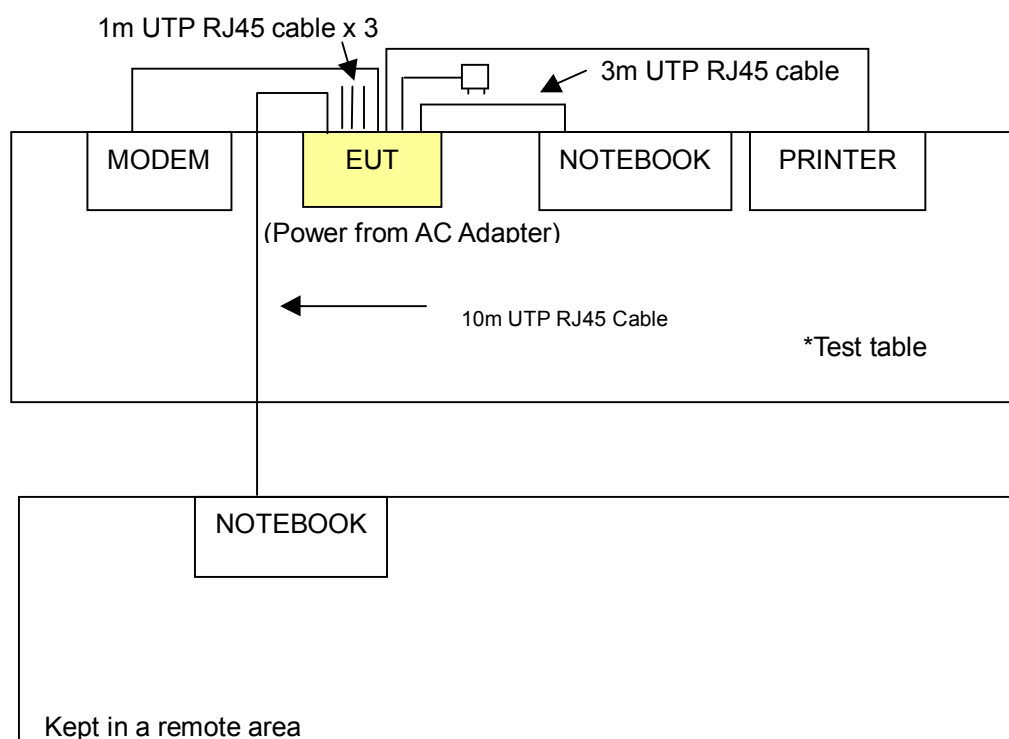 1m UTP RJ45 cable x 3
3m UTP RJ45 cable
MODEM
EUT
NOTEBOOK
PRINTER
(Power from AC Adapter)
10m UTP RJ45 Cable
*Test table
NOTEBOOK
Kept in a remote area